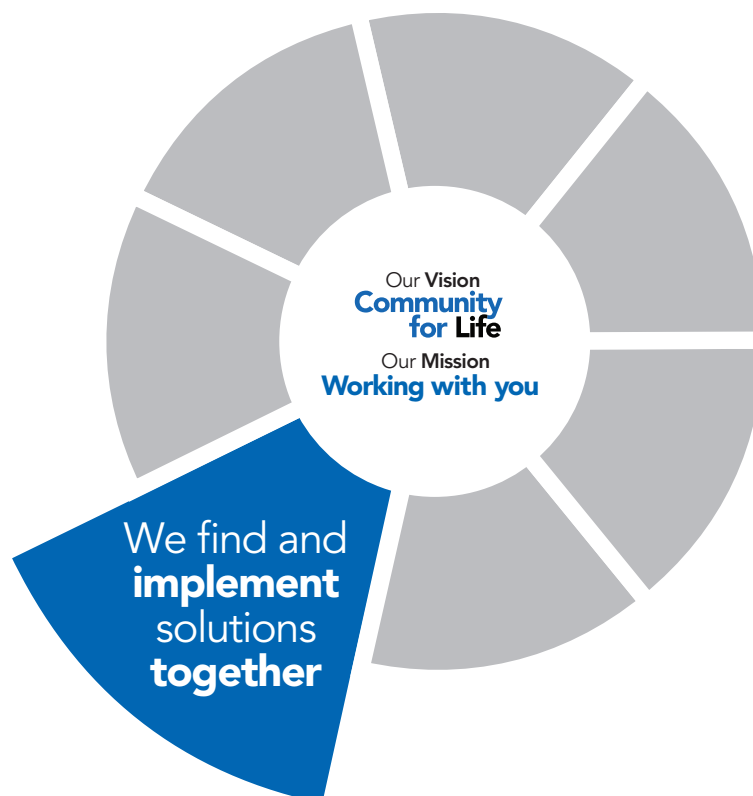 Our Vision
Community
for Life
Our Mission
Working with you
We find and
implement
solutions
together